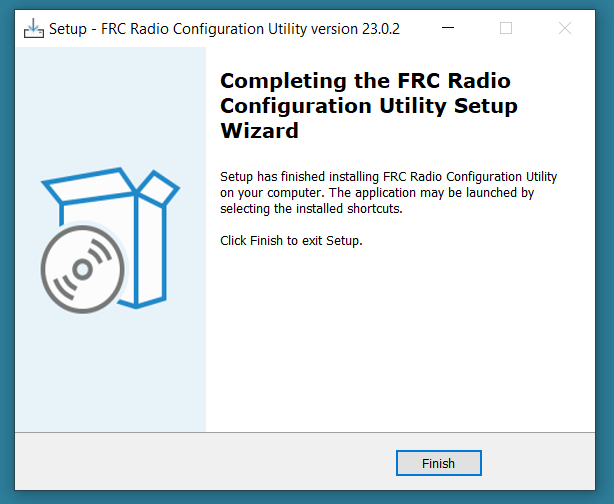 Setup - FRC Radio Configuration Utility version 23.0.2
Completing the FRC Radio
Configuration Utility Setup
Wizard
Setup has finished installing FRC Radio Configuration Utility
on your computer. The application may be launched by
selecting the installed shortcuts.
Click Finish to exit Setup.
Finish